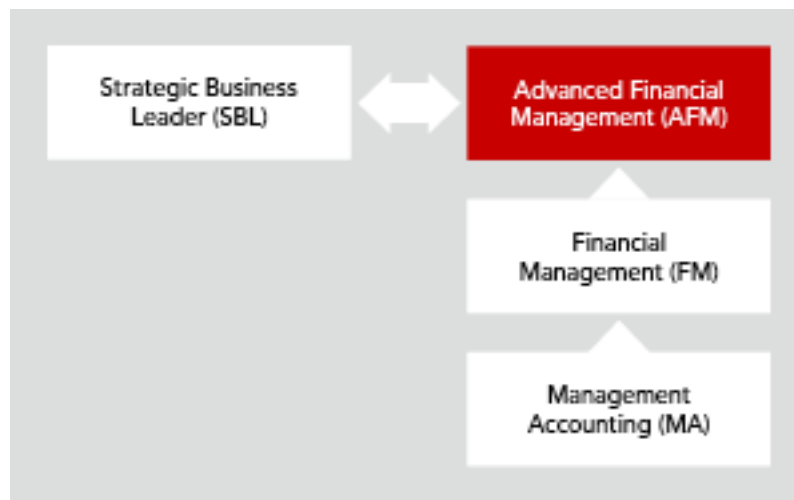 Strategic Business
Leader (SBL)
Advanced Financial
Management (AFM)
Financial
Management (FM)
Management
Accounting (MA)